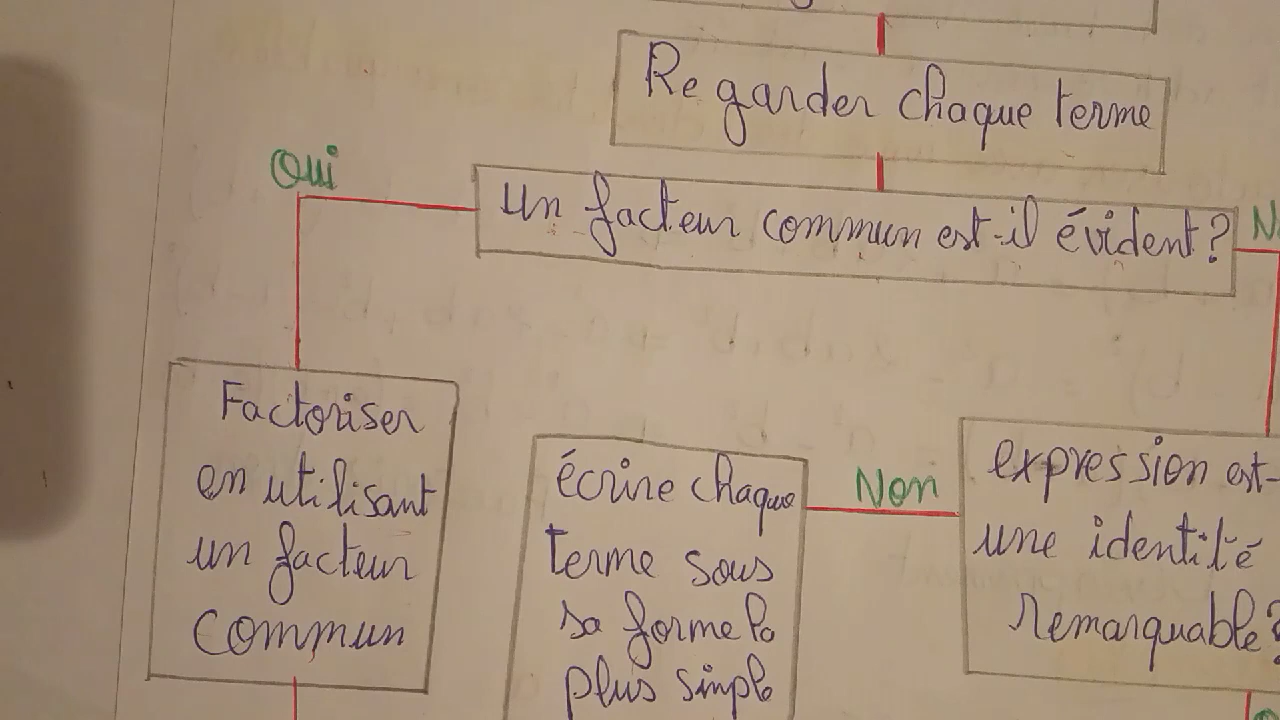 Regarder chaque terme
Oui
un facteur commun est-il évident?
Factoriser
en utilisant
un facteur
commun
écrire chaque
terme sous
sa forme la
plus simple
Non
expression est-
une identité
remarquable?